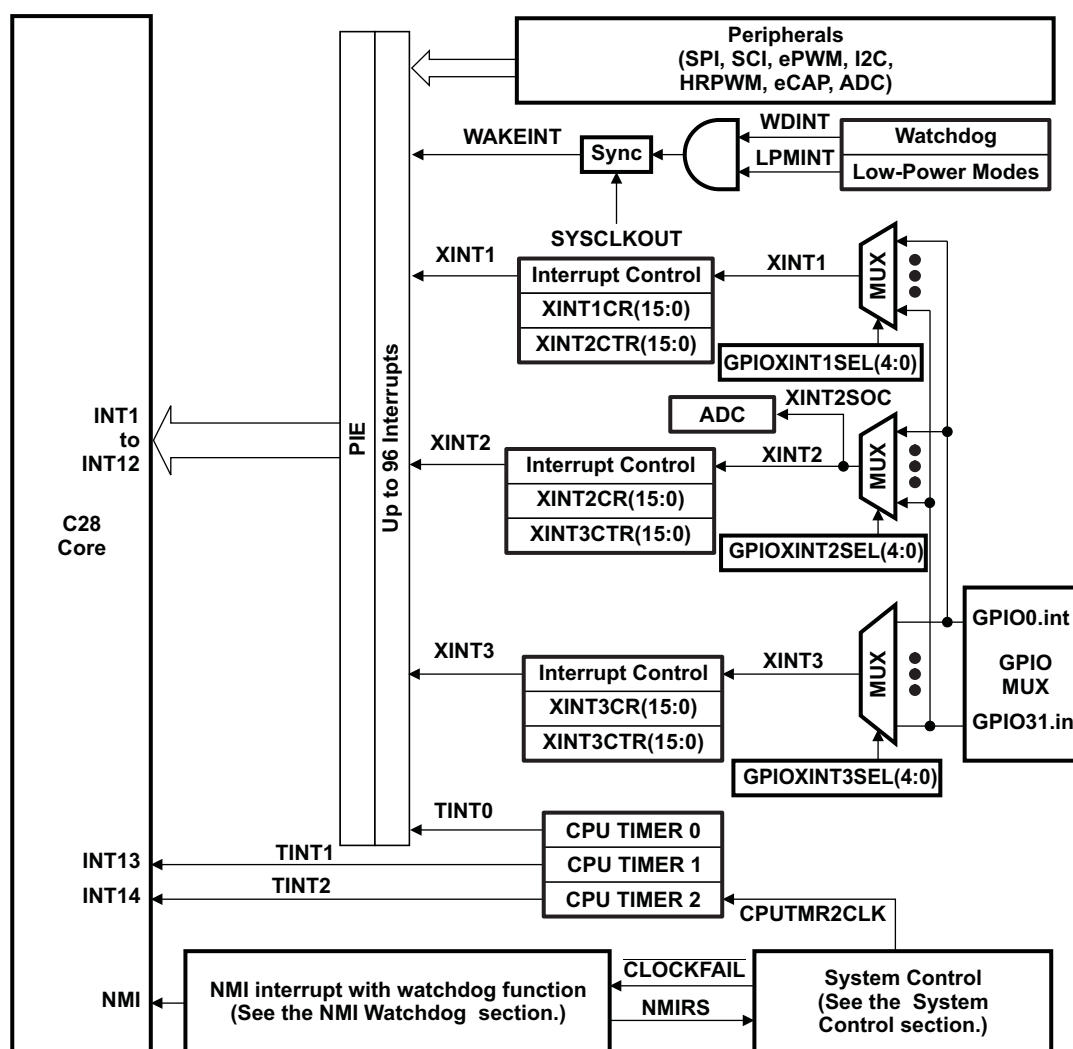 Peripherals
(SPI, SCI, ePWM, I2C,
HRPWM, eCAP, ADC)
WAKEINT
Sync
WDINT
LPMINT
Watchdog
Low-Power Modes
SYSCLKOUT
XINT1
Interrupt Control
XINT1CR(15:0)
XINT2CTR(15:0)
XINT1
MUX
GPIOXINT1SEL(4:0)
INT1
to
INT12
C28
Core
PIE
Up to 96 Interrupts
ADC
XINT2SOC
XINT2
Interrupt Control
XINT2CR(15:0)
XINT3CTR(15:0)
XINT2
MUX
GPIOXINT2SEL(4:0)
XINT3
Interrupt Control
XINT3CR(15:0)
XINT3CTR(15:0)
XINT3
MUX
GPIOXINT3SEL(4:0)
GPIO0.int
GPIO
MUX
GPIO31.in
TINT0
CPU TIMER 0
INT13
TINT1
CPU TIMER 1
INT14
TINT2
CPU TIMER 2
CPUTMR2CLK
NMI
NMI interrupt with watchdog function
(See the NMI Watchdog section.)
CLOCKFAIL
NMIRS
System Control
(See the System
Control section.)